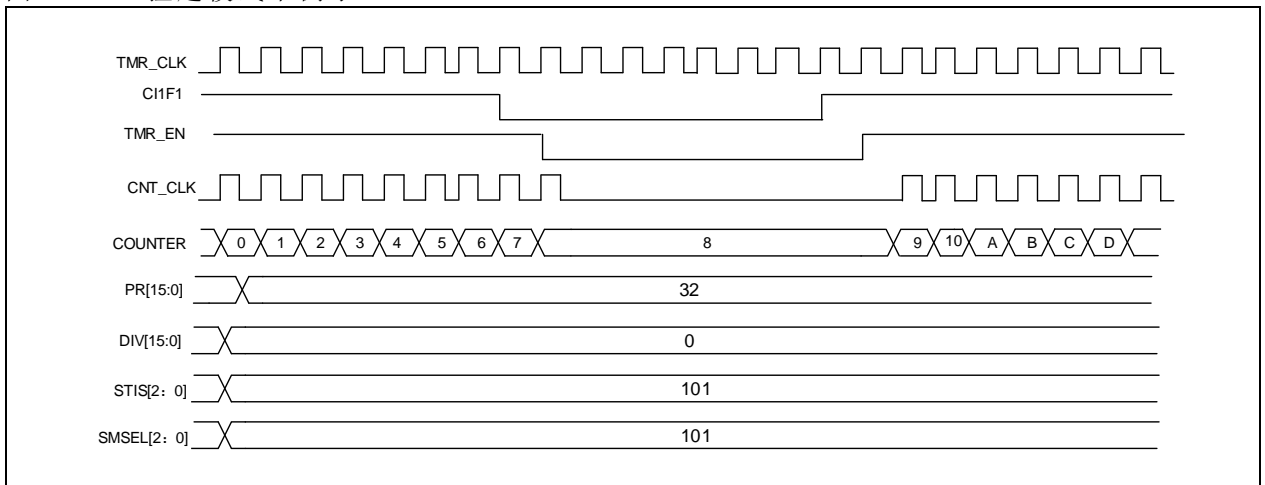 TMR_CLK
CI1F1
TMR_EN
CNT_CLK
COUNTER 0 1 2 3 4 5 6 7 8 9 10 A B C D
PR[15:0] 32
DIV[15:0] 0
STIS[2：0] 101
SMSEL[2：0] 101